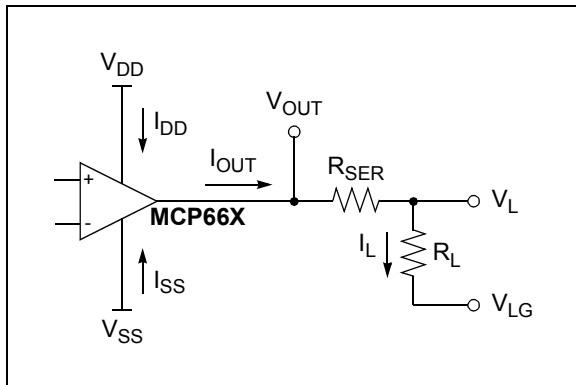 V_DD
I_DD
V_OUT
I_OUT
R_SER
+
-
MCP66X
V_L
I_L
R_L
I_SS
V_LG
V_SS